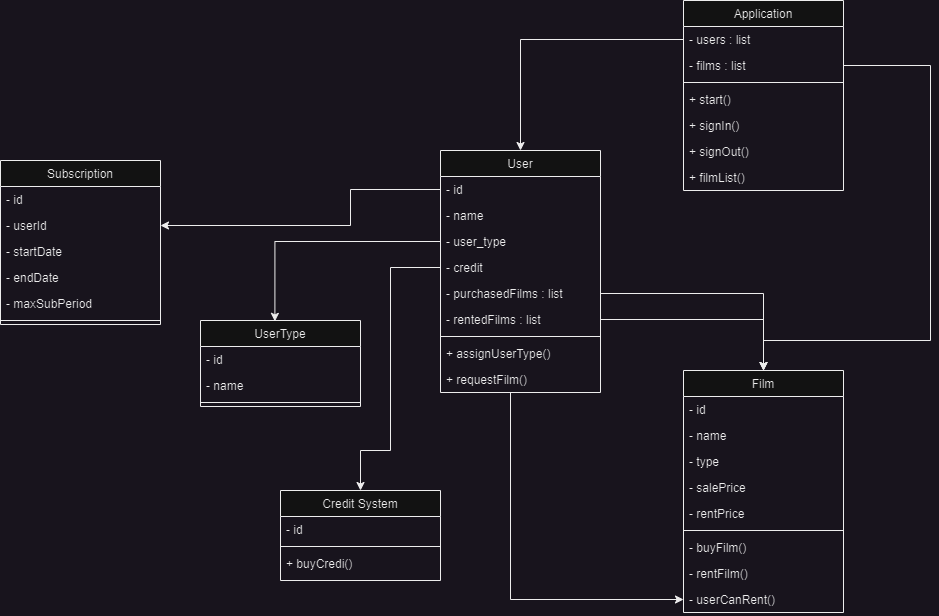 Application
- users : list
- films : list
+ start()
+ signIn()
+ signOut()
+ filmList()
User
- id
- name
- user_type
- credit
- purchasedFilms : list
- rentedFilms : list
+ assignUserType()
+ requestFilm()
Subscription
- id
- userId
- startDate
- endDate
- maxSubPeriod
UserType
- id
- name
Credit System
- id
+ buyCredi()
Film
- id
- name
- type
- salePrice
- rentPrice
- buyFilm()
- rentFilm()
- userCanRent()